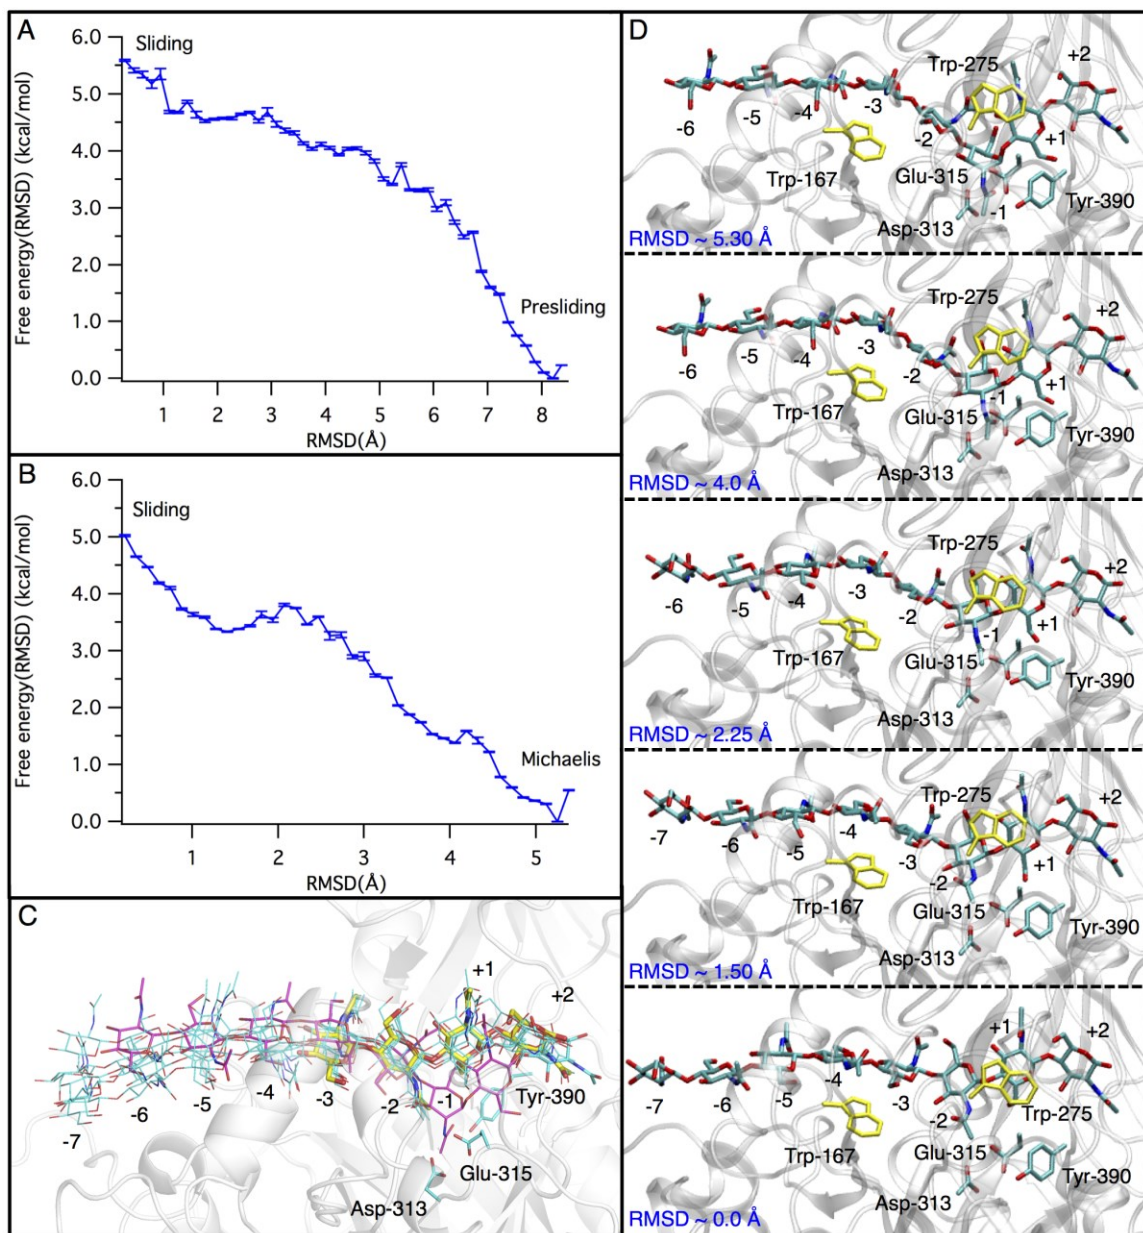 A
Free energy(RMSD) (kcal/mol)
6.0
5.0
4.0
3.0
2.0
1.0
0.0
Sliding
Presliding
1 2 3 4 5 6 7 8
RMSD(Å)
B
Free energy(RMSD) (kcal/mol)
6.0
5.0
4.0
3.0
2.0
1.0
0.0
Sliding
Michaelis
1 2 3 4 5
RMSD(Å)
C
+1
+2
-7 -6 -5 -4 -3 -2 -1
Tyr-390
Glu-315
Asp-313
D
Trp-275
+2
-6 -5 -4 -3 -2 +1
Trp-167
Glu-315
Tyr-390
Asp-313
-1
RMSD ~ 5.30 Å
Trp-275
+2
-6 -5 -4 -3 -2 -1 +1
Trp-167
Glu-315
Tyr-390
Asp-313
RMSD ~ 4.0 Å
Trp-275
+2
-6 -5 -4 -3 -2 -1 +1
Trp-167
Glu-315
Tyr-390
Asp-313
RMSD ~ 2.25 Å
Trp-275
+2
-7 -6 -5 -4 -3 -2 +1
Trp-167
Glu-315
Tyr-390
Asp-313
RMSD ~ 1.50 Å
+1
+2
-7 -6 -5 -4 -3 -2
Trp-275
Trp-167
Glu-315
Tyr-390
Asp-313
RMSD ~ 0.0 Å